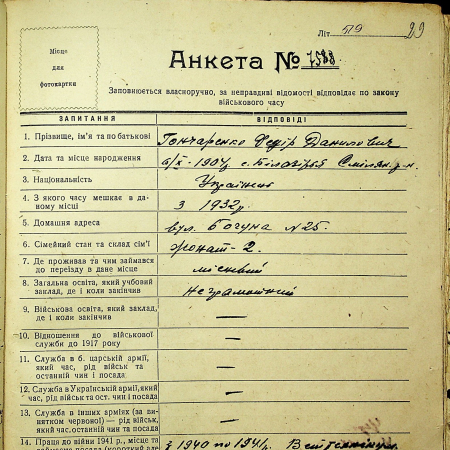 Літ 29
Місце
для
фотокартки
Анкета № 7588.
Заповнюється власноручно, за неправдиві відомості відповідає по закону
військового часу
ЗАПИТАННЯ ВІДПОВІДІ
1. Прізвище, ім'я та по батькові Гончаренко Федір Данилович
2. Дата та місце народження 6/X - 1904р с. Білозір'я Смілян. р-н.
3. Національність Українець
4. З якого часу мешкає в даному місці з 1932р.
5. Домашня адреса вул. Богуна № 25.
6. Сімейний стан та склад сім'ї жонат - 2.
7. Де проживав та чим займався
до переїзду в дане місце місцевий
8. Загальна освіта, який учбовий
заклад, де і коли закінчив Неграмотний
9. Військова освіта, який заклад,
де і коли закінчив —
10. Відношення до військової
служби до 1917 року —
11. Служба в б. царській армії,
який час, рід військ та
останній чин і посада —
12. Служба в Українській армії, який
час, рід військ та ост. чин і посада —
13. Служба в інших арміях (за винятком
червоної) — рід військ,
який час, останній чин та посада —
14. Праця до війни 1941 р., місце та з 1940 по 1941р.